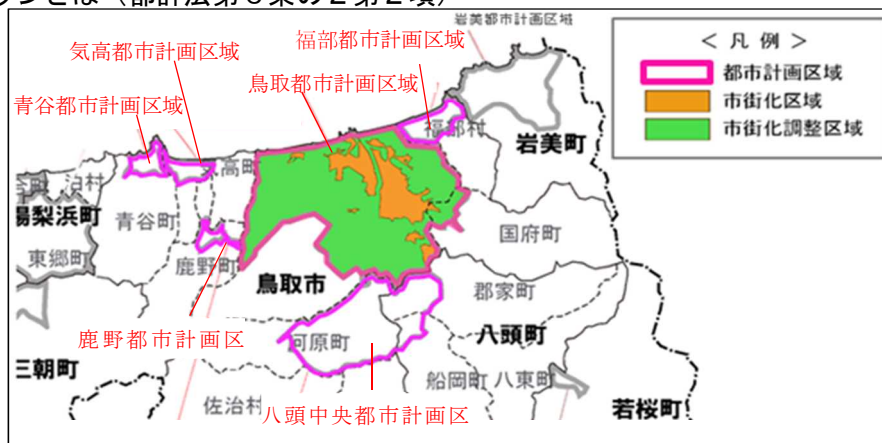 岩美都市計画区域
福部都市計画区域
気高都市計画区域
鳥取都市計画区域
青谷都市計画区域
＜ 凡 例 ＞
都市計画区域
市街化区域
市街化調整区域
福部村
岩美町
気高町
泊村
湯梨浜町
青谷町
国府町
東郷町
鹿野町
鳥取市
郡家町
鹿野都市計画区
河原町
八頭町
三朝町
船岡町
八東町
佐治村
八頭中央都市計画区
若桜町